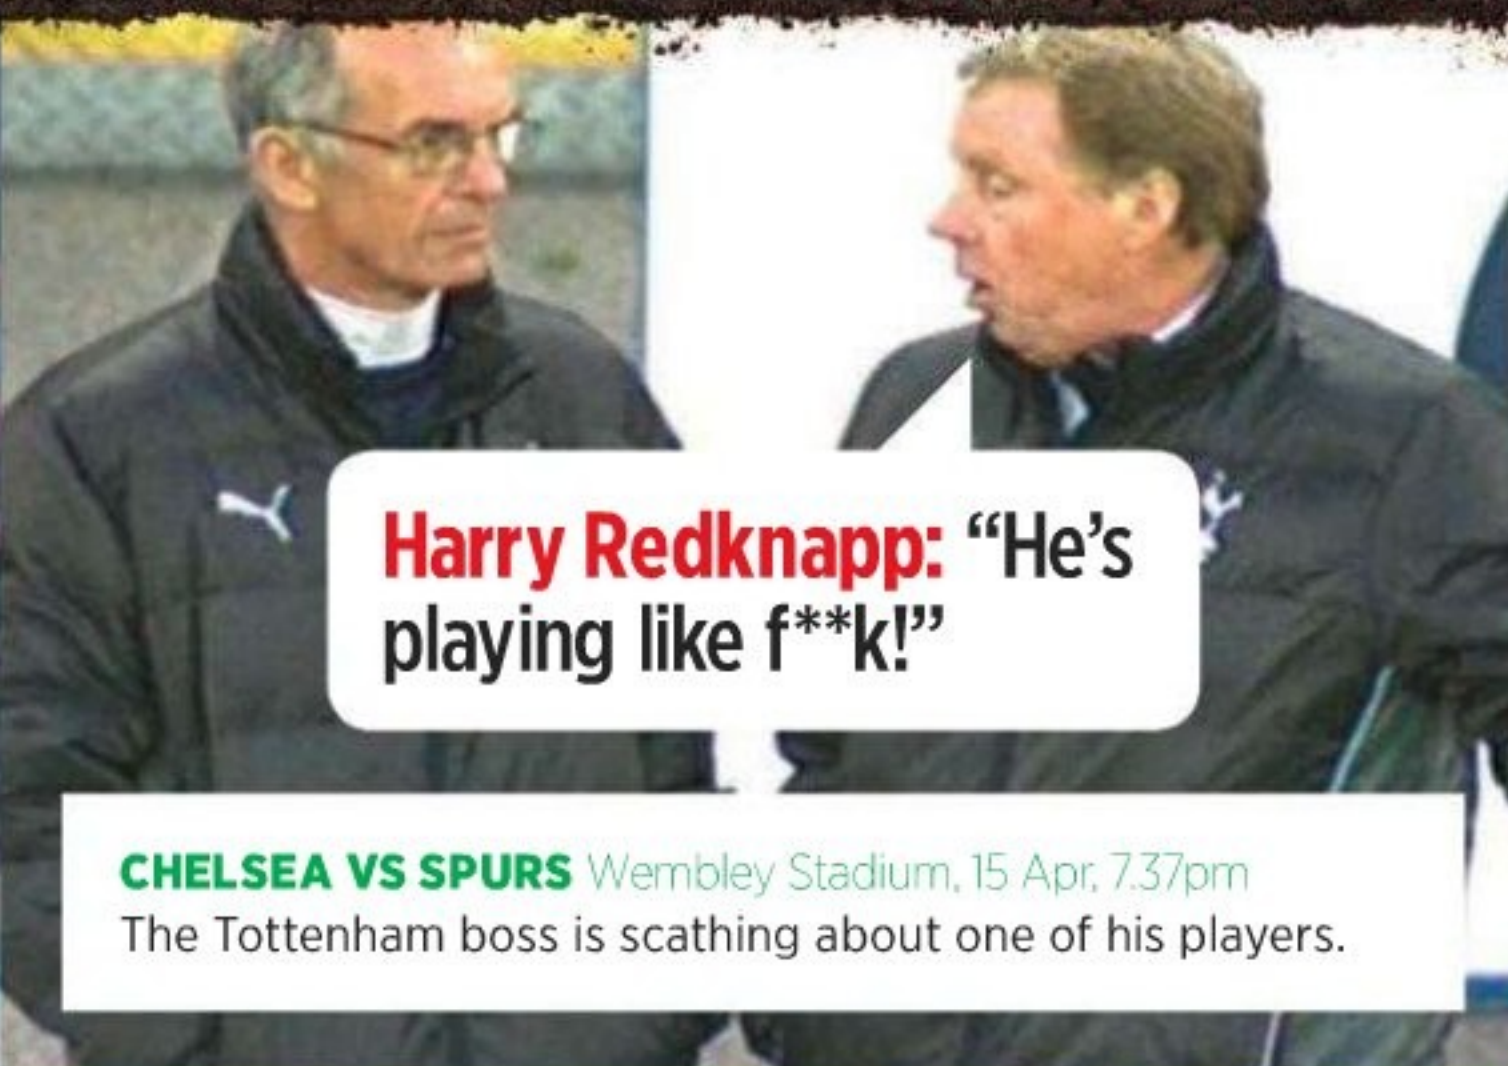 Harry Redknapp: “He’s
playing like f**k!”
CHELSEA VS SPURS Wembley Stadium, 15 Apr, 7.37pm
The Tottenham boss is scathing about one of his players.